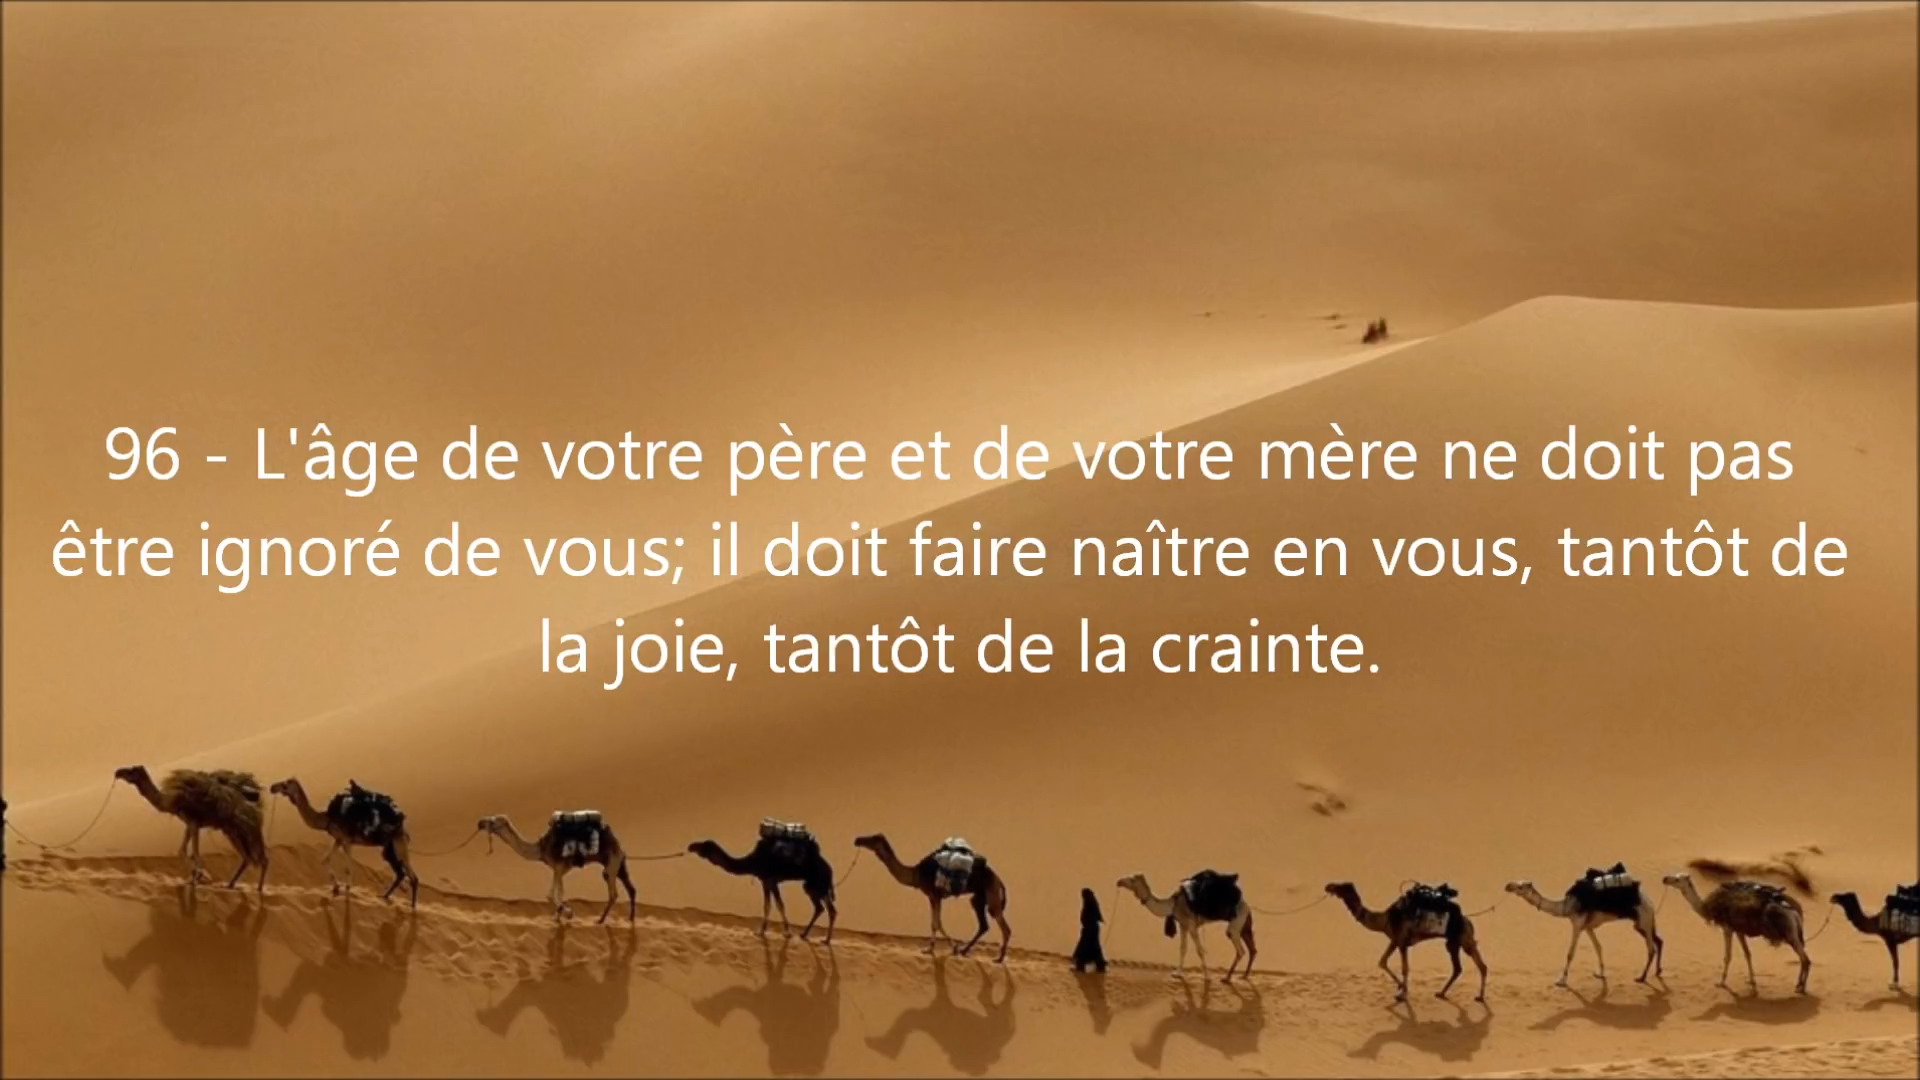 96 - L'âge de votre père et de votre mère ne doit pas
être ignoré de vous; il doit faire naître en vous, tantôt de
la joie, tantôt de la crainte.